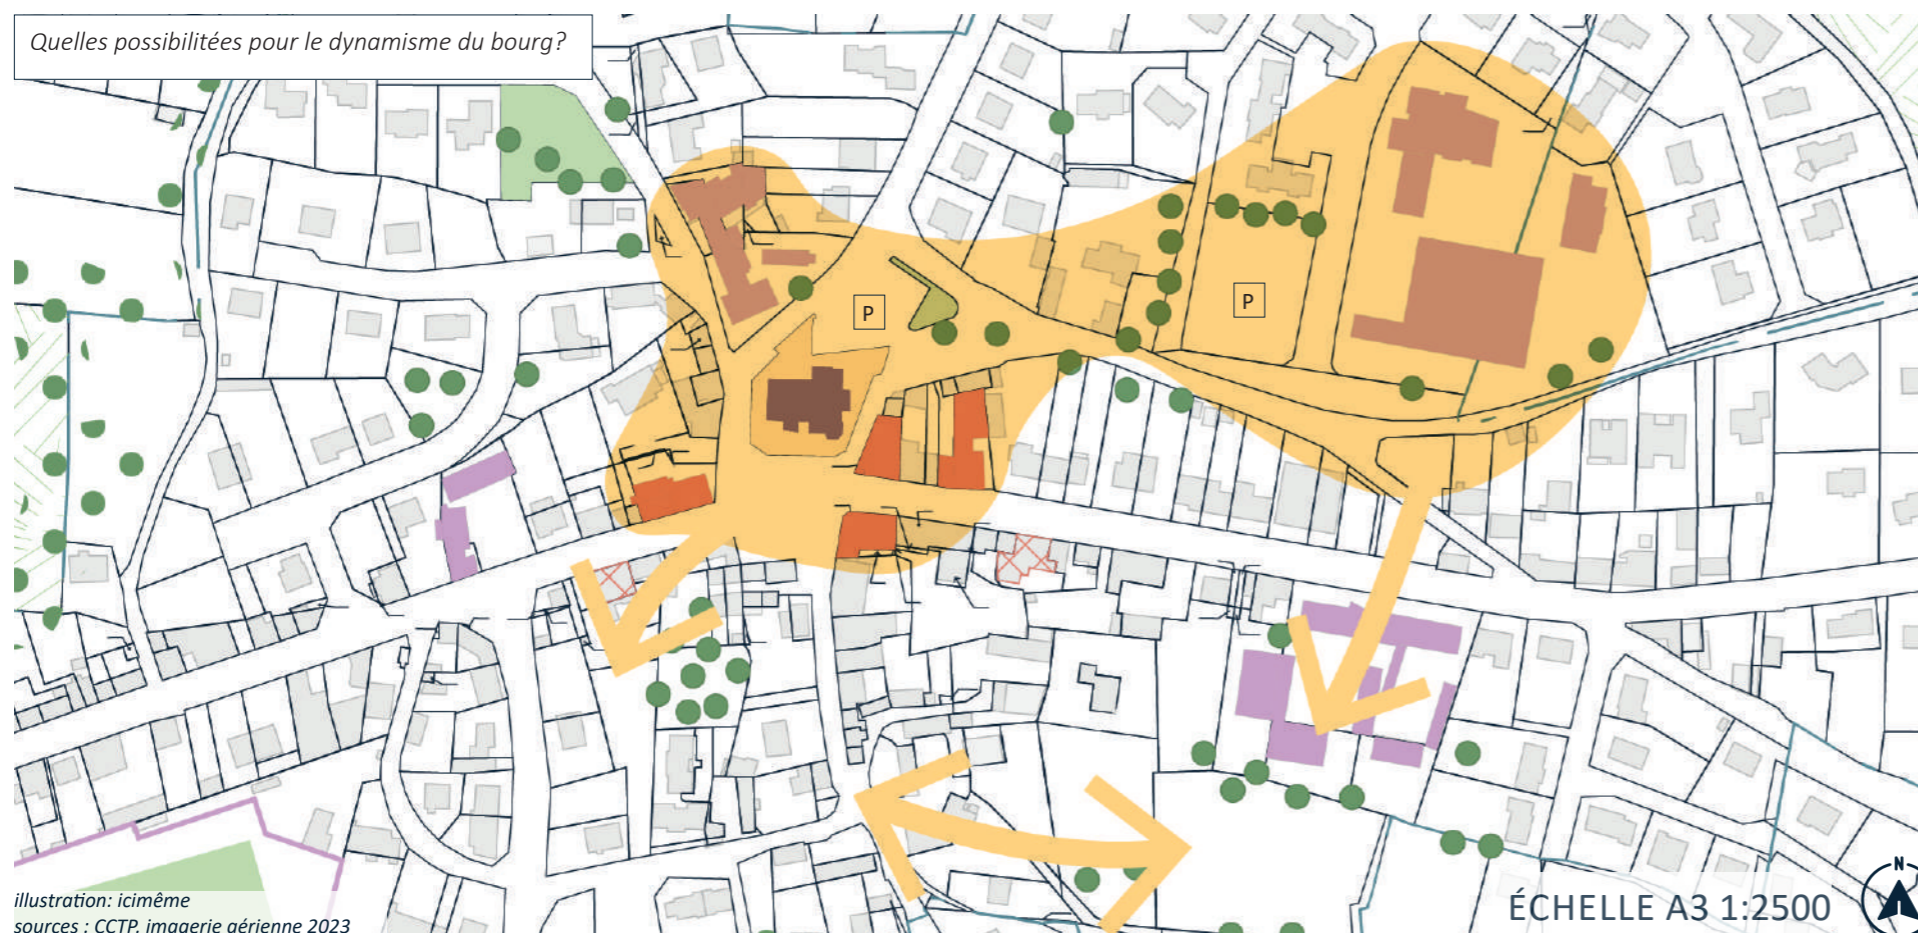 Quelles possibilitées pour le dynamisme du bourg?
P
P
illustration: icimême
sources : CCTP, imagerie aérienne 2023
ÉCHELLE A3 1:2500
N